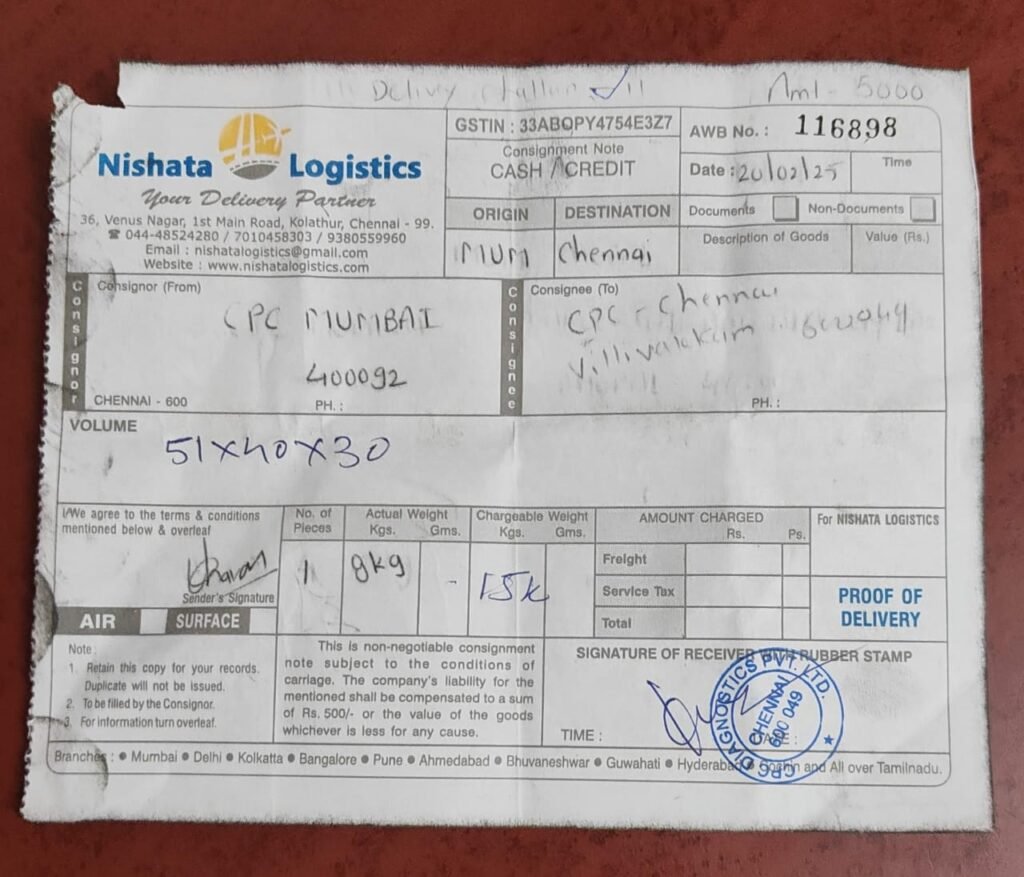 Delivy challan
Amt - 5000
Nishata Logistics
Your Delivery Partner
36, Venus Nagar, 1st Main Road, Kolathur, Chennai - 99.
☎ 044-48524280 / 7010458303 / 9380559960
Email : nishatalogistics@gmail.com
Website : www.nishatalogistics.com
GSTIN : 33ABQPY4754E3Z7
Consignment Note
CASH / CREDIT
AWB No. : 116898
Date : 20/02/25
Time
ORIGIN DESTINATION
MUM Chennai
Documents Non-Documents
Description of Goods Value (Rs.)
Consignor
Consignor (From)
CPC MUMBAI
400092
CHENNAI - 600 PH. :
Consignee
Consignee (To)
CPC - Chennai
Villivakkam 600049
PH. :
VOLUME
51x40x30
I/We agree to the terms & conditions
mentioned below & overleaf
Sender's Signature
AIR SURFACE
No. of
Pieces
1
Actual Weight
Kgs. Gms.
9kg -
Chargeable Weight
Kgs. Gms.
15k
AMOUNT CHARGED
Rs. Ps.
Freight
Service Tax
Total
For NISHATA LOGISTICS
PROOF OF
DELIVERY
Note :
1. Retain this copy for your records.
Duplicate will not be issued.
2. To be filled by the Consignor.
3. For information turn overleaf.
This is non-negotiable consignment
note subject to the conditions of
carriage. The company's liability for the
mentioned shall be compensated to a sum
of Rs. 500/- or the value of the goods
whichever is less for any cause.
SIGNATURE OF RECEIVER WITH RUBBER STAMP
CPC DIAGNOSTICS PVT. LTD.
CHENNAI
600 049
TIME : DATE :
Branches : ● Mumbai ● Delhi ● Kolkatta ● Bangalore ● Pune ● Ahmedabad ● Bhuvaneshwar ● Guwahati ● Hyderabad ● Cochin and All over Tamilnadu.